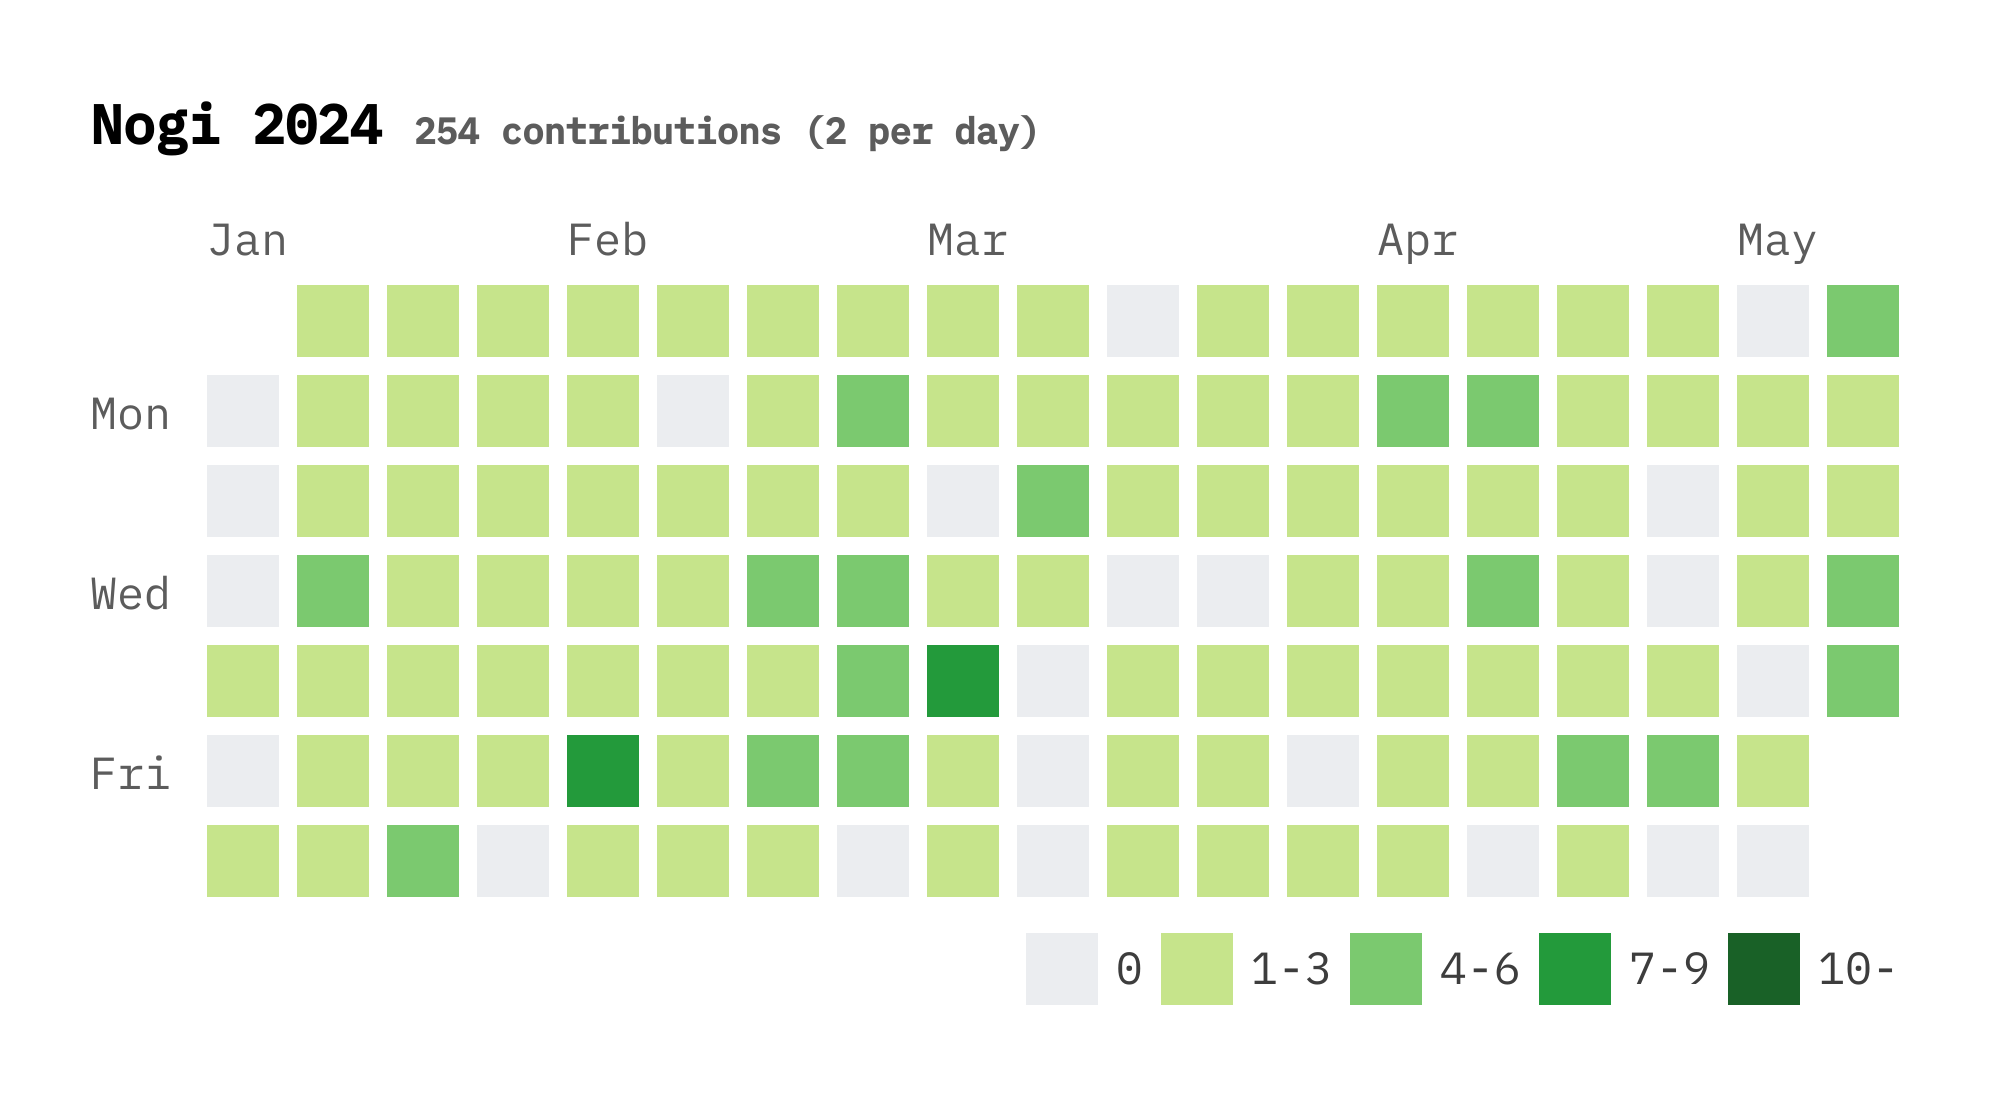 Nogi 2024 254 contributions (2 per day)
Jan Feb Mar Apr May
Mon
Wed
Fri
0 1-3 4-6 7-9 10-